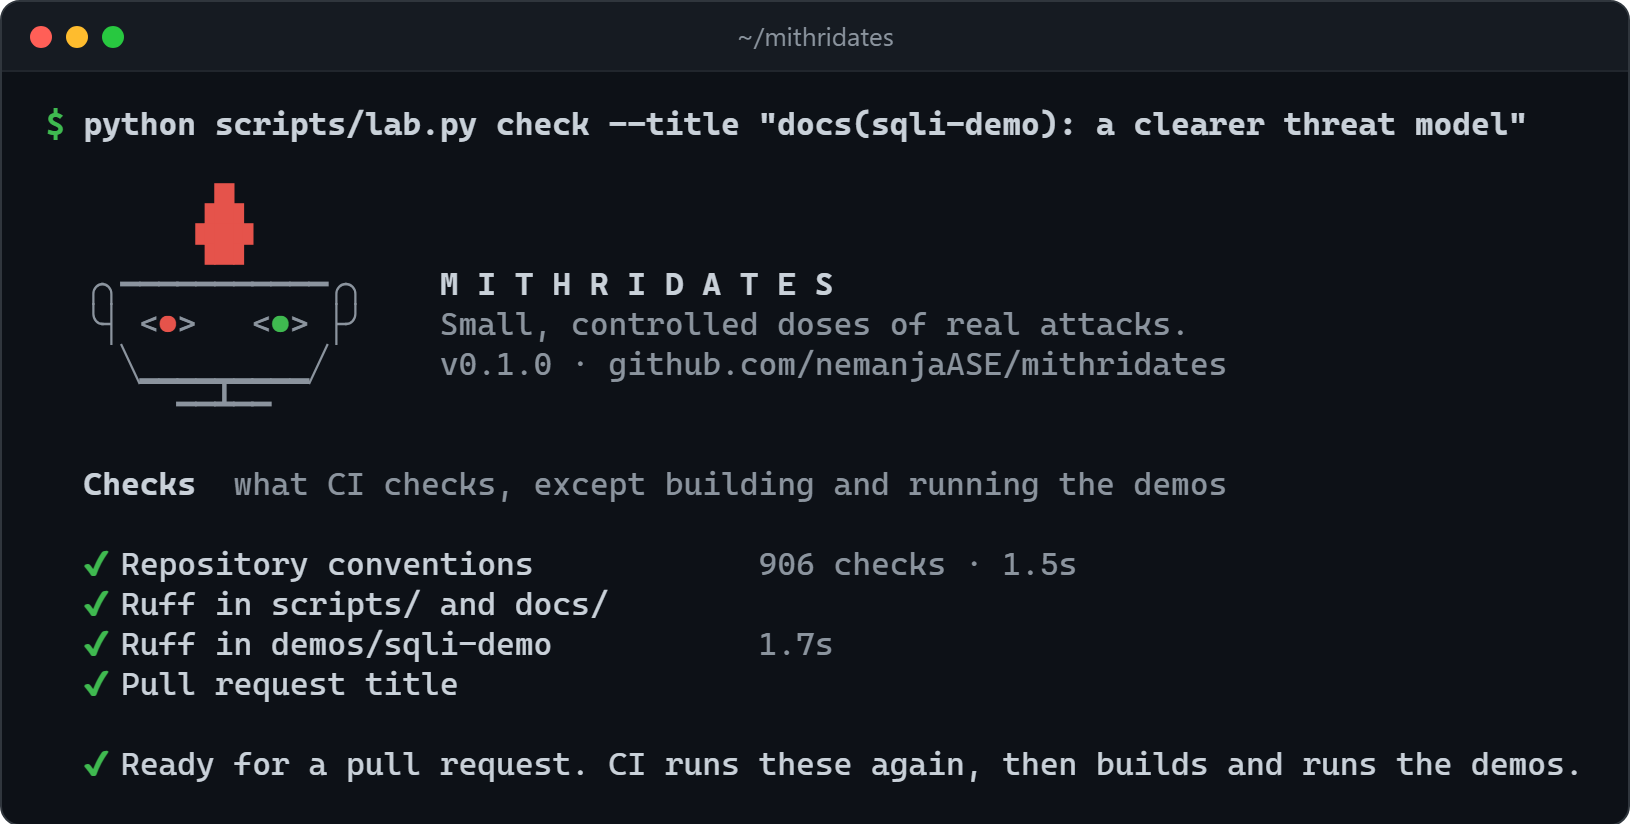 ~/mithridates
$ python scripts/lab.py check --title "docs(sqli-demo): a clearer threat model"
M I T H R I D A T E S
<●> <●> Small, controlled doses of real attacks.
v0.1.0 · github.com/nemanjaASE/mithridates
Checks what CI checks, except building and running the demos
✔ Repository conventions 906 checks · 1.5s
✔ Ruff in scripts/ and docs/
✔ Ruff in demos/sqli-demo 1.7s
✔ Pull request title
✔ Ready for a pull request. CI runs these again, then builds and runs the demos.